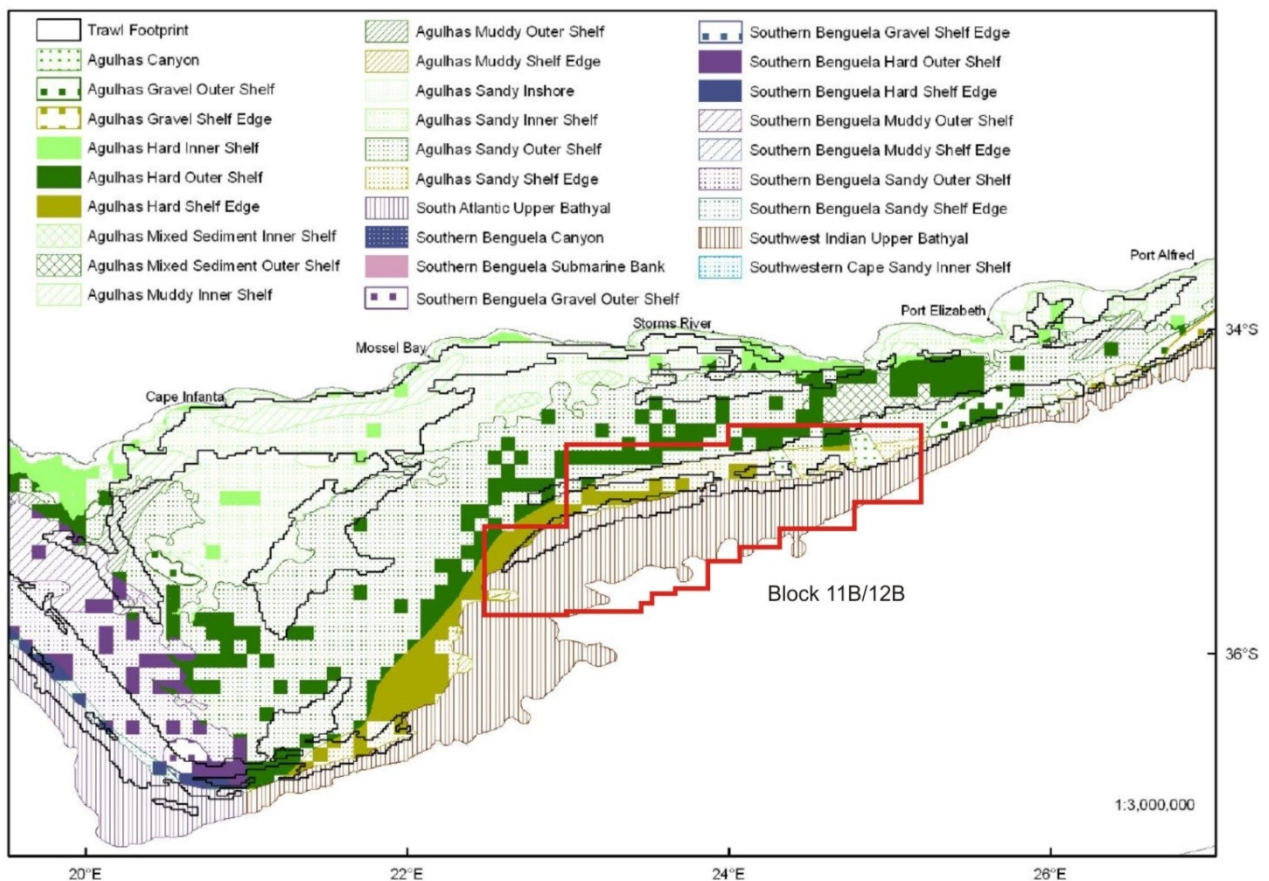 Trawl Footprint
Agulhas Canyon
Agulhas Gravel Outer Shelf
Agulhas Gravel Shelf Edge
Agulhas Hard Inner Shelf
Agulhas Hard Outer Shelf
Agulhas Hard Shelf Edge
Agulhas Mixed Sediment Inner Shelf
Agulhas Mixed Sediment Outer Shelf
Agulhas Muddy Inner Shelf
Agulhas Muddy Outer Shelf
Agulhas Muddy Shelf Edge
Agulhas Sandy Inshore
Agulhas Sandy Inner Shelf
Agulhas Sandy Outer Shelf
Agulhas Sandy Shelf Edge
South Atlantic Upper Bathyal
Southern Benguela Canyon
Southern Benguela Submarine Bank
Southern Benguela Gravel Outer Shelf
Southern Benguela Gravel Shelf Edge
Southern Benguela Hard Outer Shelf
Southern Benguela Hard Shelf Edge
Southern Benguela Muddy Outer Shelf
Southern Benguela Muddy Shelf Edge
Southern Benguela Sandy Outer Shelf
Southern Benguela Sandy Shelf Edge
Southwest Indian Upper Bathyal
Southwestern Cape Sandy Inner Shelf
Port Alfred
Port Elizabeth
Storms River
34°S
Mossel Bay
Cape Infanta
Block 11B/12B
36°S
1:3,000,000
20°E
22°E
24°E
26°E